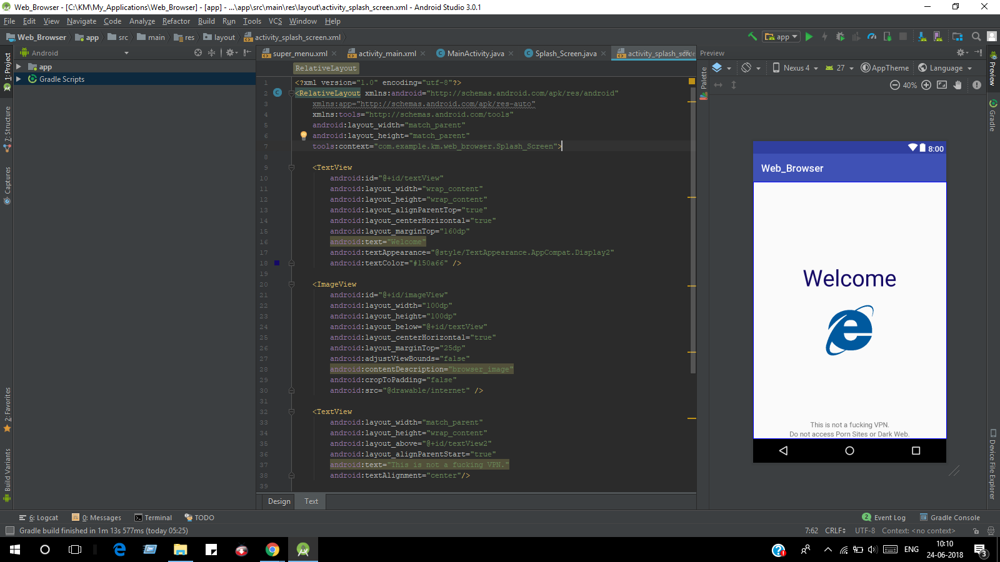 Web_Browser - [C:\KM\My_Applications\Web_Browser] - [app] - ...\app\src\main\res\layout\activity_splash_screen.xml - Android Studio 3.0.1
File Edit View Navigate Code Analyze Refactor Build Run Tools VCS Window Help
Web_Browser app src main res layout activity_splash_screen.xml app
Android super_menu.xml activity_main.xml MainActivity.java Splash_Screen.java Preview
app
Gradle Scripts
1: Project
7: Structure
Captures
2: Favorites
Build Variants
RelativeLayout
1 <?xml version="1.0" encoding="utf-8"?>
2 <RelativeLayout xmlns:android="http://schemas.android.com/apk/res/android"
3 xmlns:app="http://schemas.android.com/apk/res-auto"
4 xmlns:tools="http://schemas.android.com/tools"
5 android:layout_width="match_parent"
6 android:layout_height="match_parent"
7 tools:context="com.example.km.web_browser.Splash_Screen">
8
9 <TextView
10 android:id="@+id/textView"
11 android:layout_width="wrap_content"
12 android:layout_height="wrap_content"
13 android:layout_alignParentTop="true"
14 android:layout_centerHorizontal="true"
15 android:layout_marginTop="160dp"
16 android:text="Welcome"
17 android:textAppearance="@style/TextAppearance.AppCompat.Display2"
18 android:textColor="#150a66" />
19
20 <ImageView
21 android:id="@+id/imageView"
22 android:layout_width="100dp"
23 android:layout_height="100dp"
24 android:layout_below="@+id/textView"
25 android:layout_centerHorizontal="true"
26 android:layout_marginTop="25dp"
27 android:adjustViewBounds="false"
28 android:contentDescription="browser_image"
29 android:cropToPadding="false"
30 android:src="@drawable/internet" />
31
32 <TextView
33 android:layout_width="match_parent"
34 android:layout_height="wrap_content"
35 android:layout_above="@+id/textView2"
36 android:layout_alignParentStart="true"
37 android:text="This is not a fucking VPN."
38 android:textAlignment="center"/>
39
Design Text
Palette
Nexus 4 27 AppTheme Language
40%
8:00
Web_Browser
Welcome
This is not a fucking VPN.
Do not access Porn Sites or Dark Web.
Preview
Gradle
Device File Explorer
6: Logcat 0: Messages Terminal TODO 2 Event Log Gradle Console
Gradle build finished in 1m 13s 577ms (today 05:25) 7:62 CRLF UTF-8 Context: <no context>
ENG 10:10
24-06-2018 3